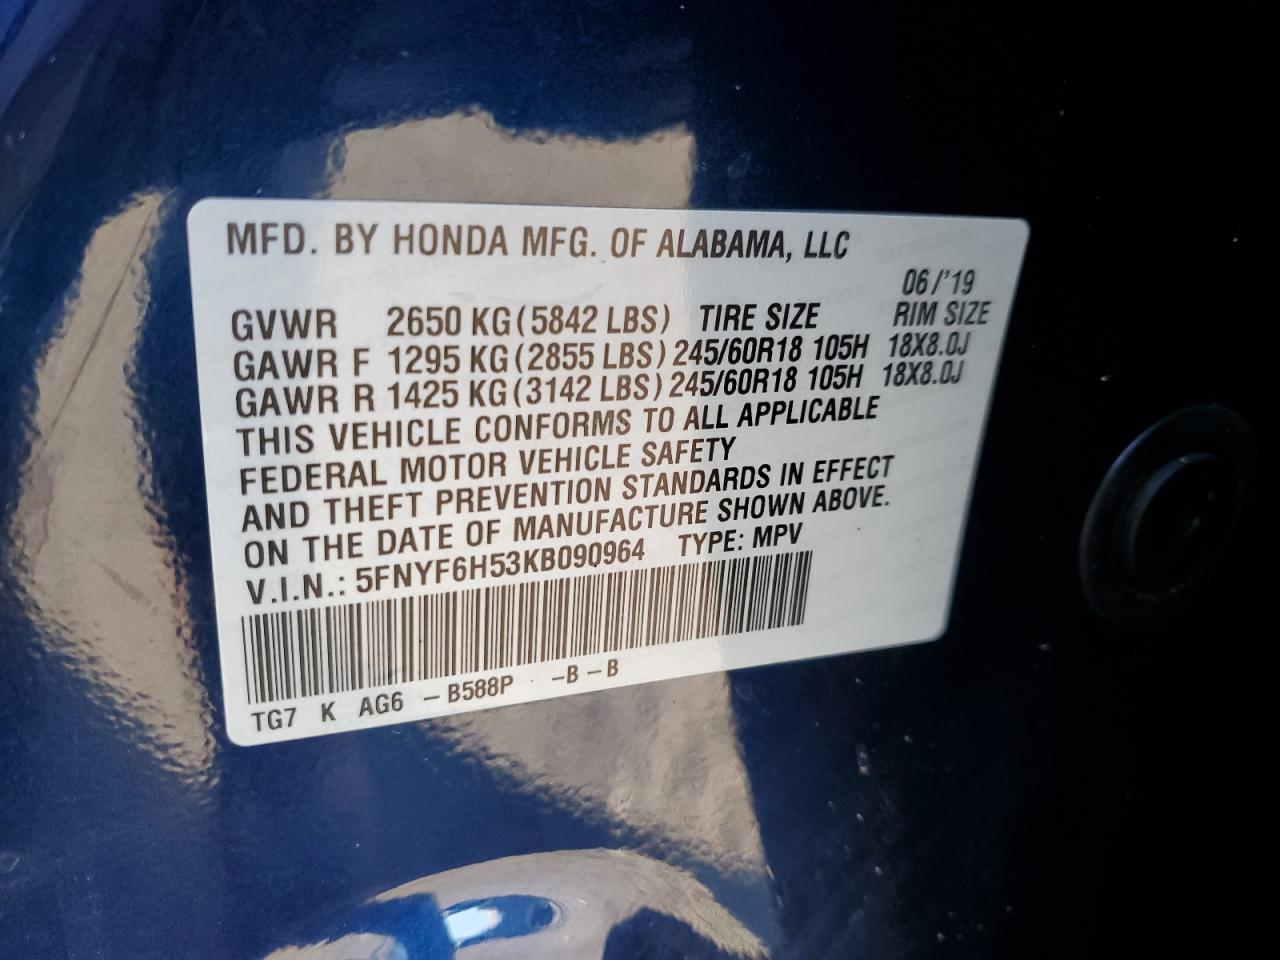 MFD. BY HONDA MFG. OF ALABAMA, LLC
06/'19
GVWR 2650 KG (5842 LBS) TIRE SIZE RIM SIZE
GAWR F 1295 KG (2855 LBS) 245/60R18 105H 18X8.0J
GAWR R 1425 KG (3142 LBS) 245/60R18 105H 18X8.0J
THIS VEHICLE CONFORMS TO ALL APPLICABLE
FEDERAL MOTOR VEHICLE SAFETY
AND THEFT PREVENTION STANDARDS IN EFFECT
ON THE DATE OF MANUFACTURE SHOWN ABOVE.
V.I.N.: 5FNYF6H53KB090964 TYPE: MPV
TG7 K AG6 – B588P –B – B